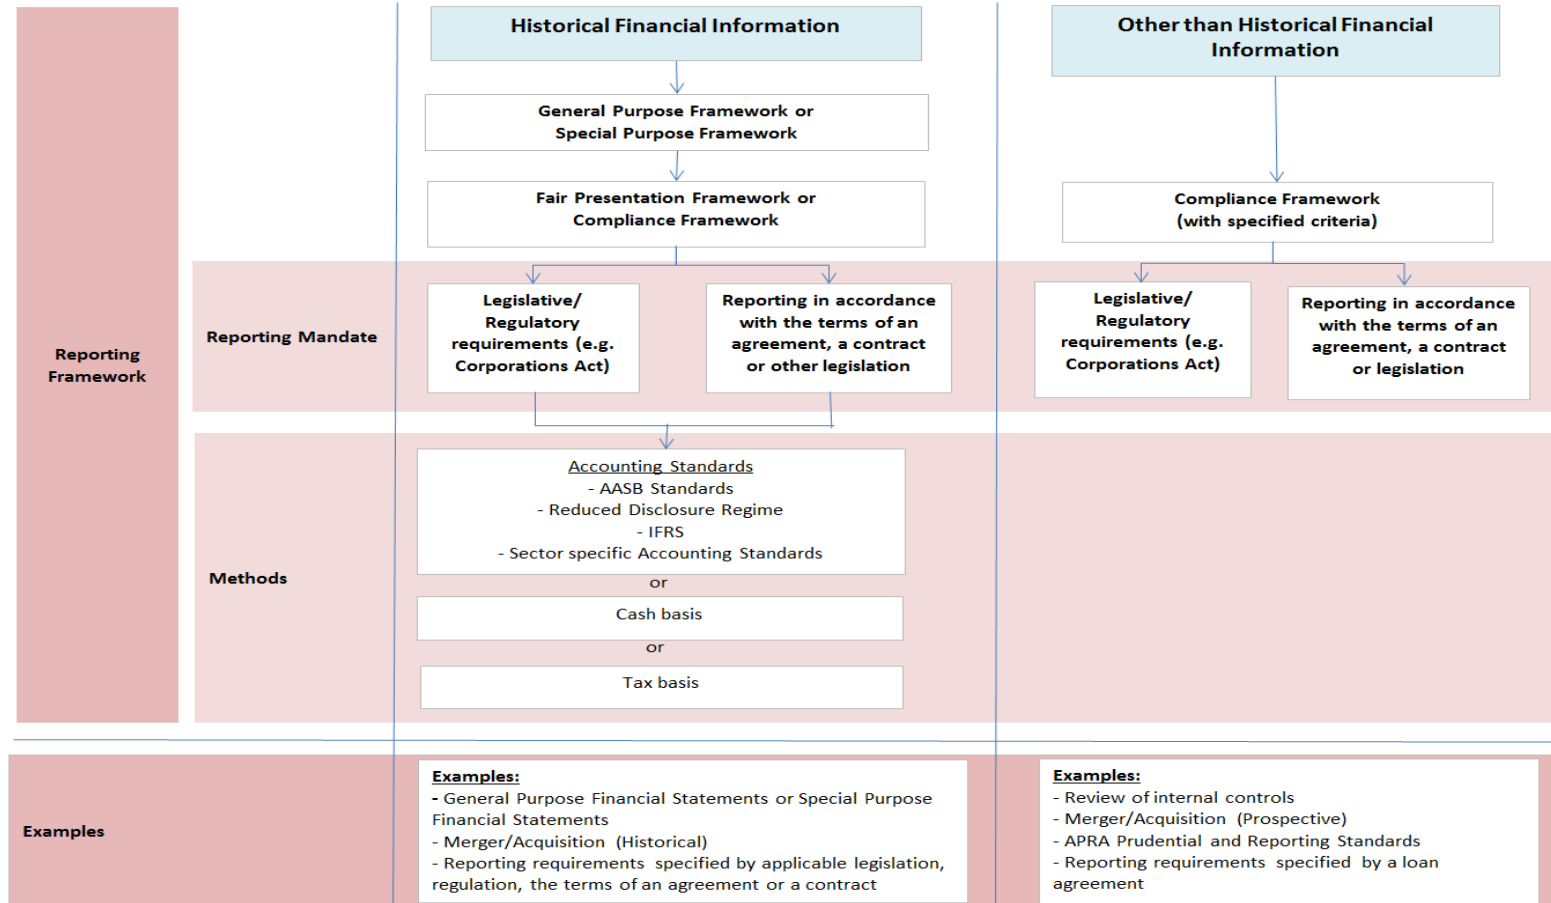 Historical Financial Information
Other than Historical Financial
Information
General Purpose Framework or
Special Purpose Framework
Fair Presentation Framework or
Compliance Framework
Compliance Framework
(with specified criteria)
Reporting
Framework
Reporting Mandate
Legislative/
Regulatory
requirements (e.g.
Corporations Act)
Reporting in accordance
with the terms of an
agreement, a contract
or other legislation
Legislative/
Regulatory
requirements (e.g.
Corporations Act)
Reporting in accordance
with the terms of an
agreement, a contract
or legislation
Methods
Accounting Standards
- AASB Standards
- Reduced Disclosure Regime
- IFRS
- Sector specific Accounting Standards
or
Cash basis
or
Tax basis
Examples
Examples:
- General Purpose Financial Statements or Special Purpose
Financial Statements
- Merger/Acquisition (Historical)
- Reporting requirements specified by applicable legislation,
regulation, the terms of an agreement or a contract
Examples:
- Review of internal controls
- Merger/Acquisition (Prospective)
- APRA Prudential and Reporting Standards
- Reporting requirements specified by a loan
agreement